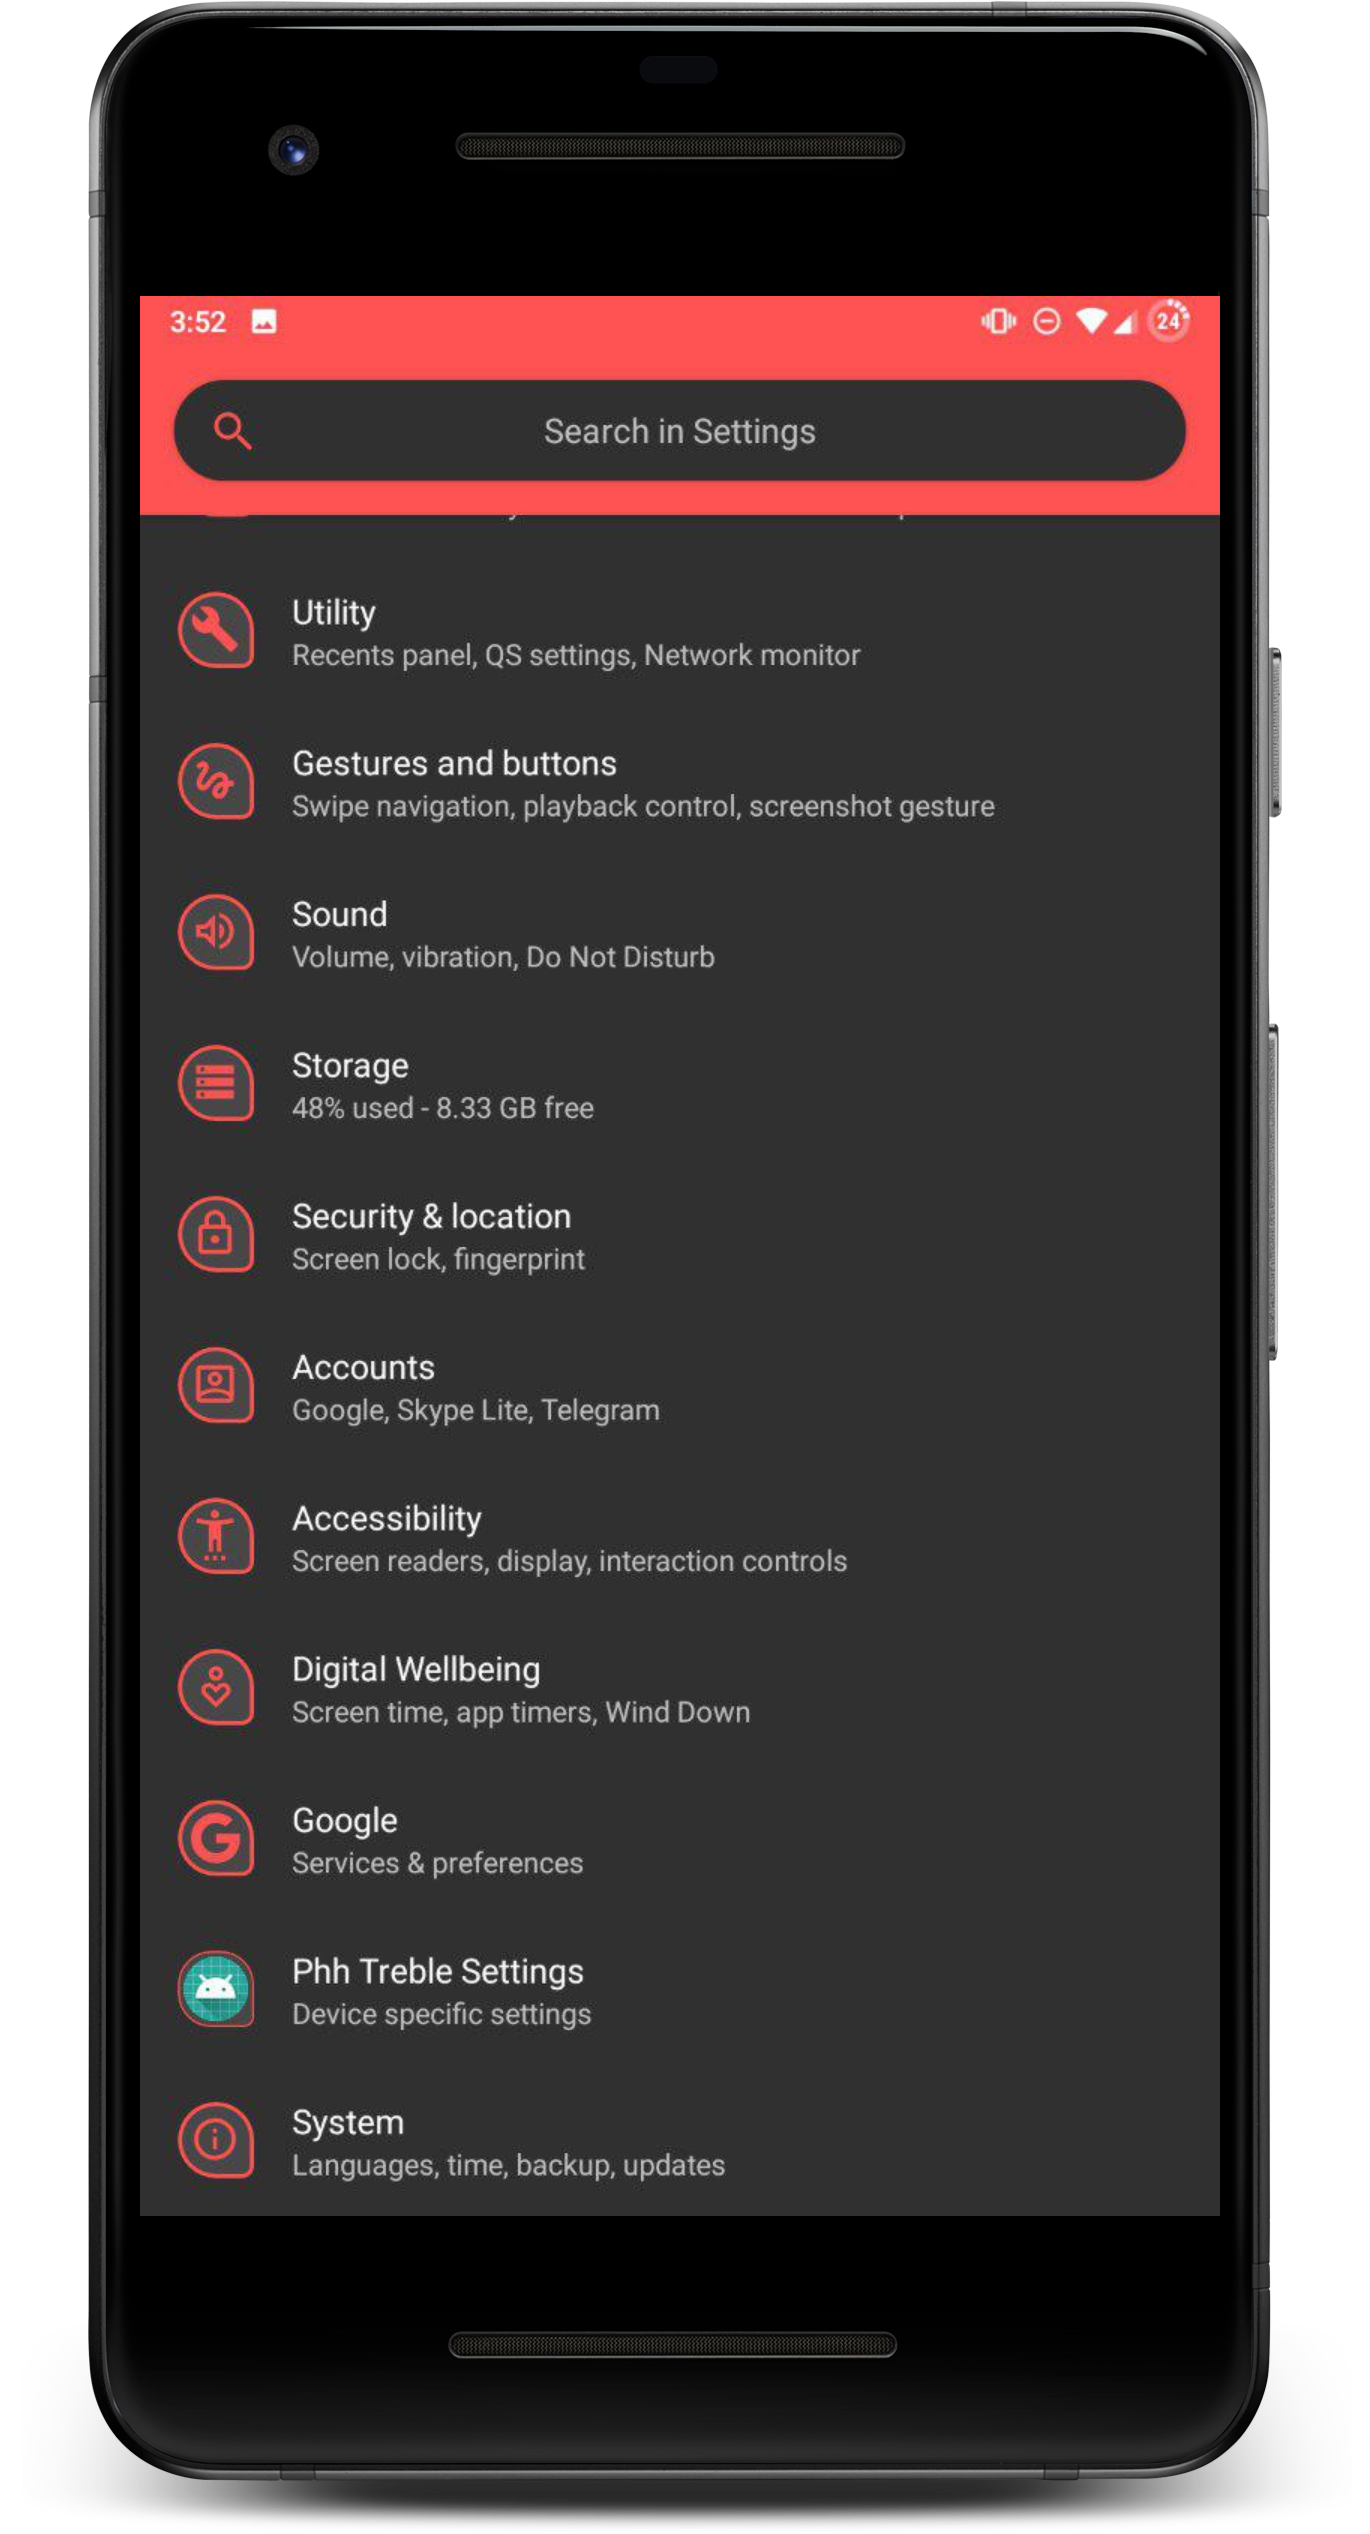 3:52 24
Search in Settings
Utility
Recents panel, QS settings, Network monitor
Gestures and buttons
Swipe navigation, playback control, screenshot gesture
Sound
Volume, vibration, Do Not Disturb
Storage
48% used - 8.33 GB free
Security & location
Screen lock, fingerprint
Accounts
Google, Skype Lite, Telegram
Accessibility
Screen readers, display, interaction controls
Digital Wellbeing
Screen time, app timers, Wind Down
Google
Services & preferences
Phh Treble Settings
Device specific settings
System
Languages, time, backup, updates